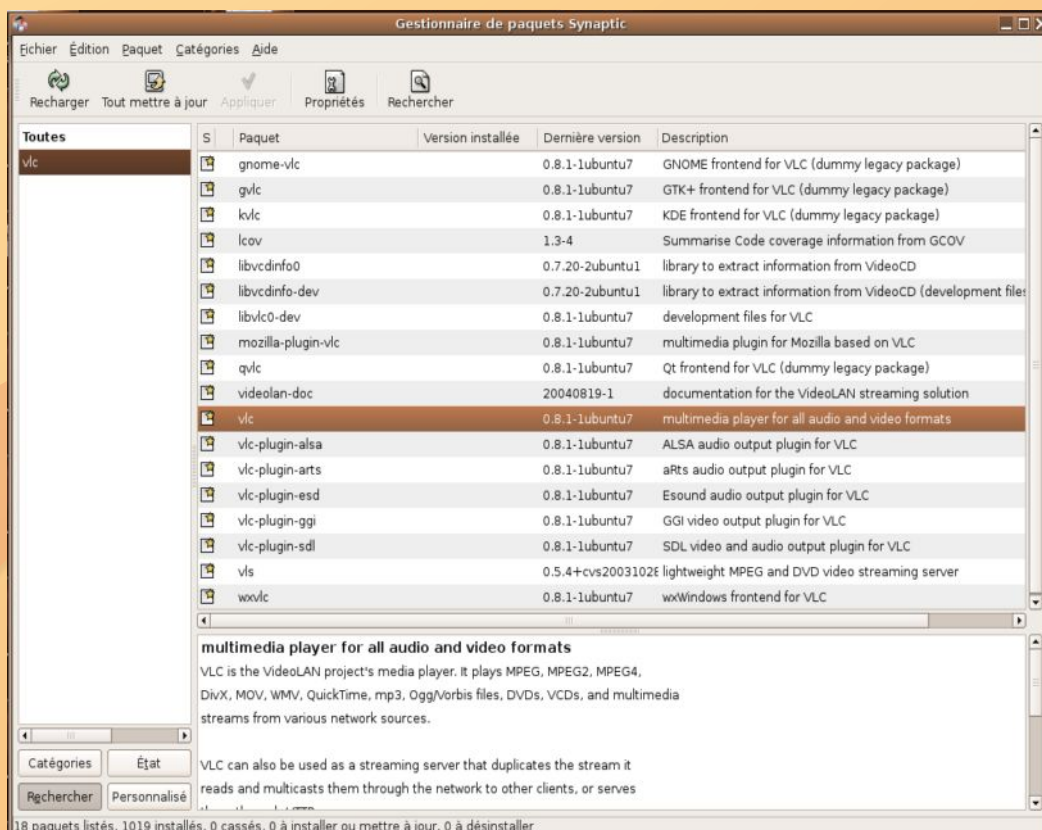 Gestionnaire de paquets Synaptic
Fichier Édition Paquet Catégories Aide
Recharger Tout mettre à jour Appliquer Propriétés Rechercher
Toutes
vlc
S Paquet Version installée Dernière version Description
gnome-vlc 0.8.1-1ubuntu7 GNOME frontend for VLC (dummy legacy package)
gvlc 0.8.1-1ubuntu7 GTK+ frontend for VLC (dummy legacy package)
kvlc 0.8.1-1ubuntu7 KDE frontend for VLC (dummy legacy package)
lcov 1.3-4 Summarise Code coverage information from GCOV
libvcdinfo0 0.7.20-2ubuntu1 library to extract information from VideoCD
libvcdinfo-dev 0.7.20-2ubuntu1 library to extract information from VideoCD (development files
libvlc0-dev 0.8.1-1ubuntu7 development files for VLC
mozilla-plugin-vlc 0.8.1-1ubuntu7 multimedia plugin for Mozilla based on VLC
qvlc 0.8.1-1ubuntu7 Qt frontend for VLC (dummy legacy package)
videolan-doc 20040819-1 documentation for the VideoLAN streaming solution
vlc 0.8.1-1ubuntu7 multimedia player for all audio and video formats
vlc-plugin-alsa 0.8.1-1ubuntu7 ALSA audio output plugin for VLC
vlc-plugin-arts 0.8.1-1ubuntu7 aRts audio output plugin for VLC
vlc-plugin-esd 0.8.1-1ubuntu7 Esound audio output plugin for VLC
vlc-plugin-ggi 0.8.1-1ubuntu7 GGI video output plugin for VLC
vlc-plugin-sdl 0.8.1-1ubuntu7 SDL video and audio output plugin for VLC
vls 0.5.4+cvs20031028 lightweight MPEG and DVD video streaming server
wxvlc 0.8.1-1ubuntu7 wxWindows frontend for VLC
multimedia player for all audio and video formats
VLC is the VideoLAN project's media player. It plays MPEG, MPEG2, MPEG4,
DivX, MOV, WMV, QuickTime, mp3, Ogg/Vorbis files, DVDs, VCDs, and multimedia
streams from various network sources.
VLC can also be used as a streaming server that duplicates the stream it
reads and multicasts them through the network to other clients, or serves
Catégories État
Rechercher Personnalisé
18 paquets listés, 1019 installés, 0 cassés, 0 à installer ou mettre à jour, 0 à désinstaller